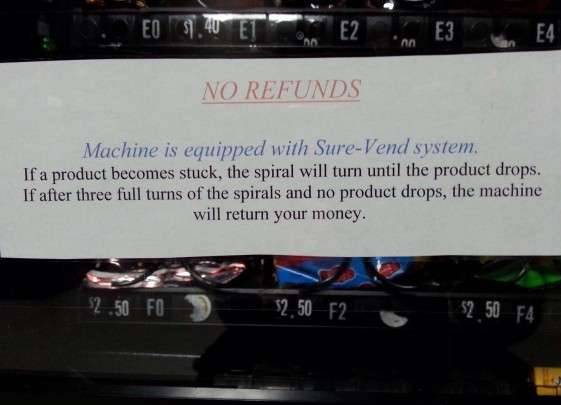 E0 $1.40 E1 E2 E3 E4
NO REFUNDS
Machine is equipped with Sure-Vend system.
If a product becomes stuck, the spiral will turn until the product drops.
If after three full turns of the spirals and no product drops, the machine
will return your money.
$2.50 F0 $2.50 F2 $2.50 F4